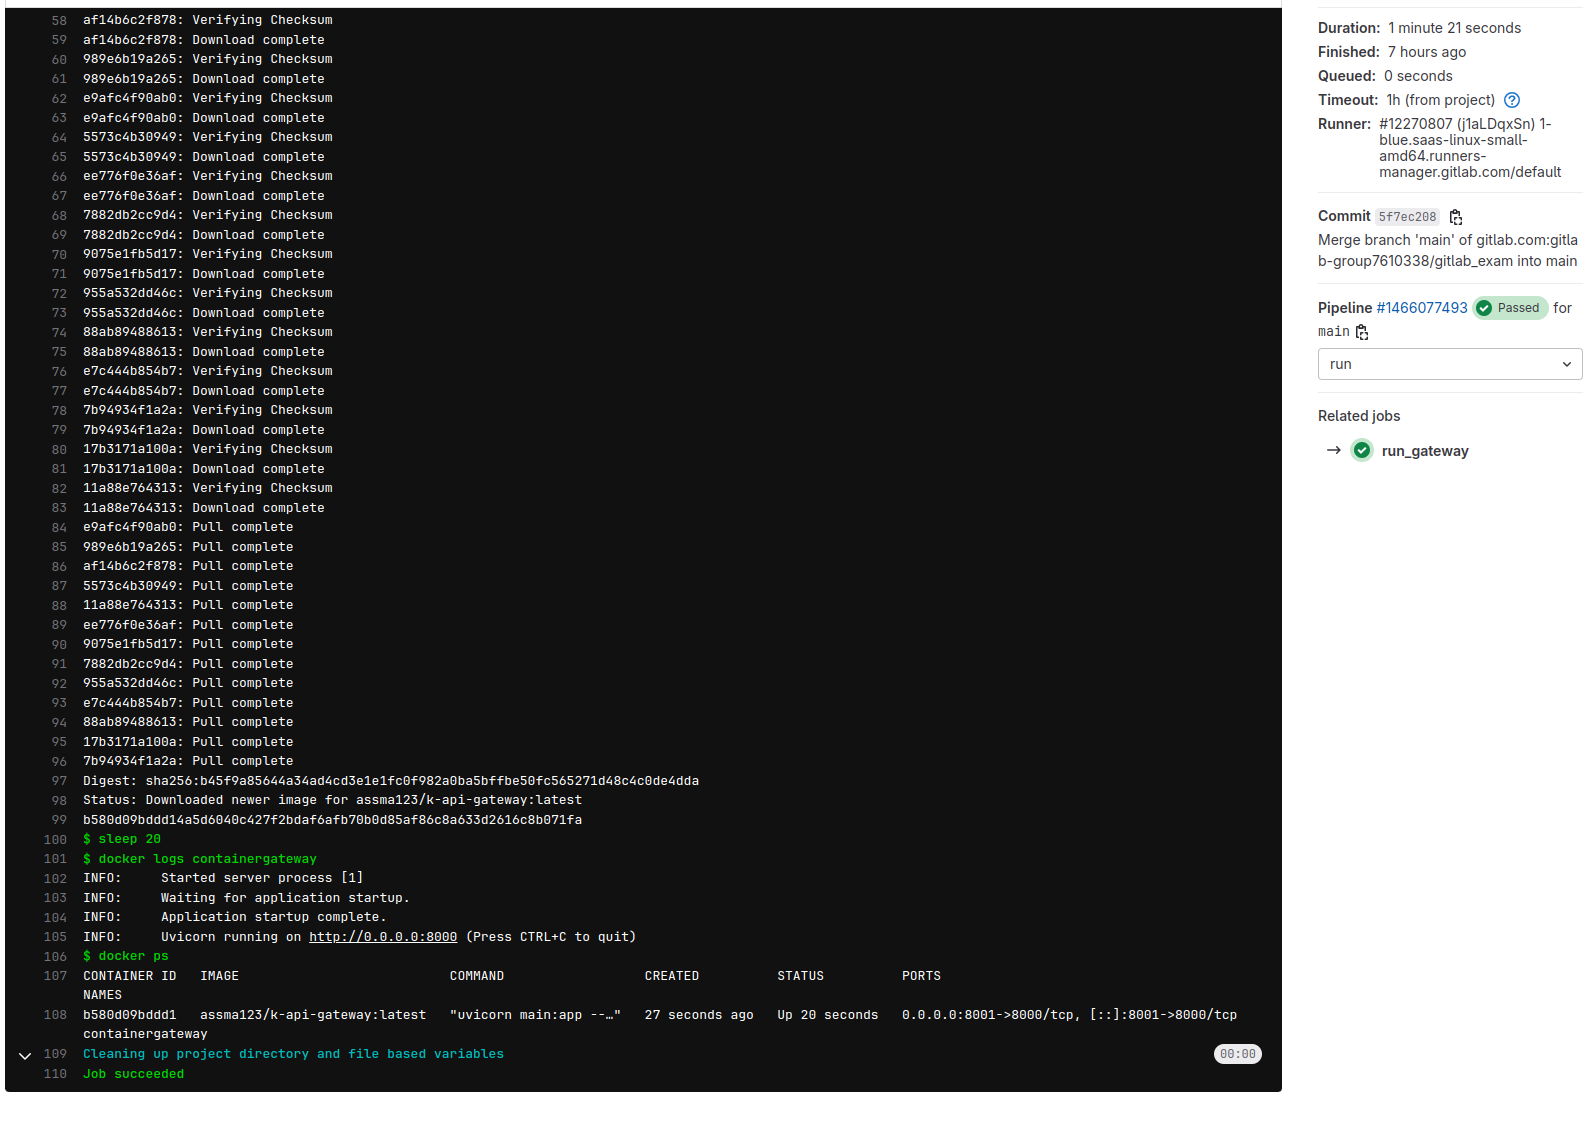 58 af14b6c2f878: Verifying Checksum
59 af14b6c2f878: Download complete
60 989e6b19a265: Verifying Checksum
61 989e6b19a265: Download complete
62 e9afc4f90ab0: Verifying Checksum
63 e9afc4f90ab0: Download complete
64 5573c4b30949: Verifying Checksum
65 5573c4b30949: Download complete
66 ee776f0e36af: Verifying Checksum
67 ee776f0e36af: Download complete
68 7882db2cc9d4: Verifying Checksum
69 7882db2cc9d4: Download complete
70 9075e1fb5d17: Verifying Checksum
71 9075e1fb5d17: Download complete
72 955a532dd46c: Verifying Checksum
73 955a532dd46c: Download complete
74 88ab89488613: Verifying Checksum
75 88ab89488613: Download complete
76 e7c444b854b7: Verifying Checksum
77 e7c444b854b7: Download complete
78 7b94934f1a2a: Verifying Checksum
79 7b94934f1a2a: Download complete
80 17b3171a100a: Verifying Checksum
81 17b3171a100a: Download complete
82 11a88e764313: Verifying Checksum
83 11a88e764313: Download complete
84 e9afc4f90ab0: Pull complete
85 989e6b19a265: Pull complete
86 af14b6c2f878: Pull complete
87 5573c4b30949: Pull complete
88 11a88e764313: Pull complete
89 ee776f0e36af: Pull complete
90 9075e1fb5d17: Pull complete
91 7882db2cc9d4: Pull complete
92 955a532dd46c: Pull complete
93 e7c444b854b7: Pull complete
94 88ab89488613: Pull complete
95 17b3171a100a: Pull complete
96 7b94934f1a2a: Pull complete
97 Digest: sha256:b45f9a85644a34ad4cd3e1e1fc0f982a0ba5bffbe50fc565271d48c4c0de4dda
98 Status: Downloaded newer image for assma123/k-api-gateway:latest
99 b580d09bddd14a5d6040c427f2bdaf6afb70b0d85af86c8a633d2616c8b071fa
100 $ sleep 20
101 $ docker logs containergateway
102 INFO:     Started server process [1]
103 INFO:     Waiting for application startup.
104 INFO:     Application startup complete.
105 INFO:     Uvicorn running on http://0.0.0.0:8000 (Press CTRL+C to quit)
106 $ docker ps
107 CONTAINER ID   IMAGE                           COMMAND                  CREATED          STATUS          PORTS
NAMES
108 b580d09bddd1   assma123/k-api-gateway:latest   "uvicorn main:app --…"   27 seconds ago   Up 20 seconds   0.0.0.0:8001->8000/tcp, [::]:8001->8000/tcp
containergateway
109 Cleaning up project directory and file based variables 00:00
110 Job succeeded
Duration: 1 minute 21 seconds
Finished: 7 hours ago
Queued: 0 seconds
Timeout: 1h (from project)
Runner: #12270807 (j1aLDqxSn) 1-
blue.saas-linux-small-
amd64.runners-
manager.gitlab.com/default
Commit 5f7ec208
Merge branch 'main' of gitlab.com:gitla
b-group7610338/gitlab_exam into main
Pipeline #1466077493 Passed for
main
run
Related jobs
→ run_gateway